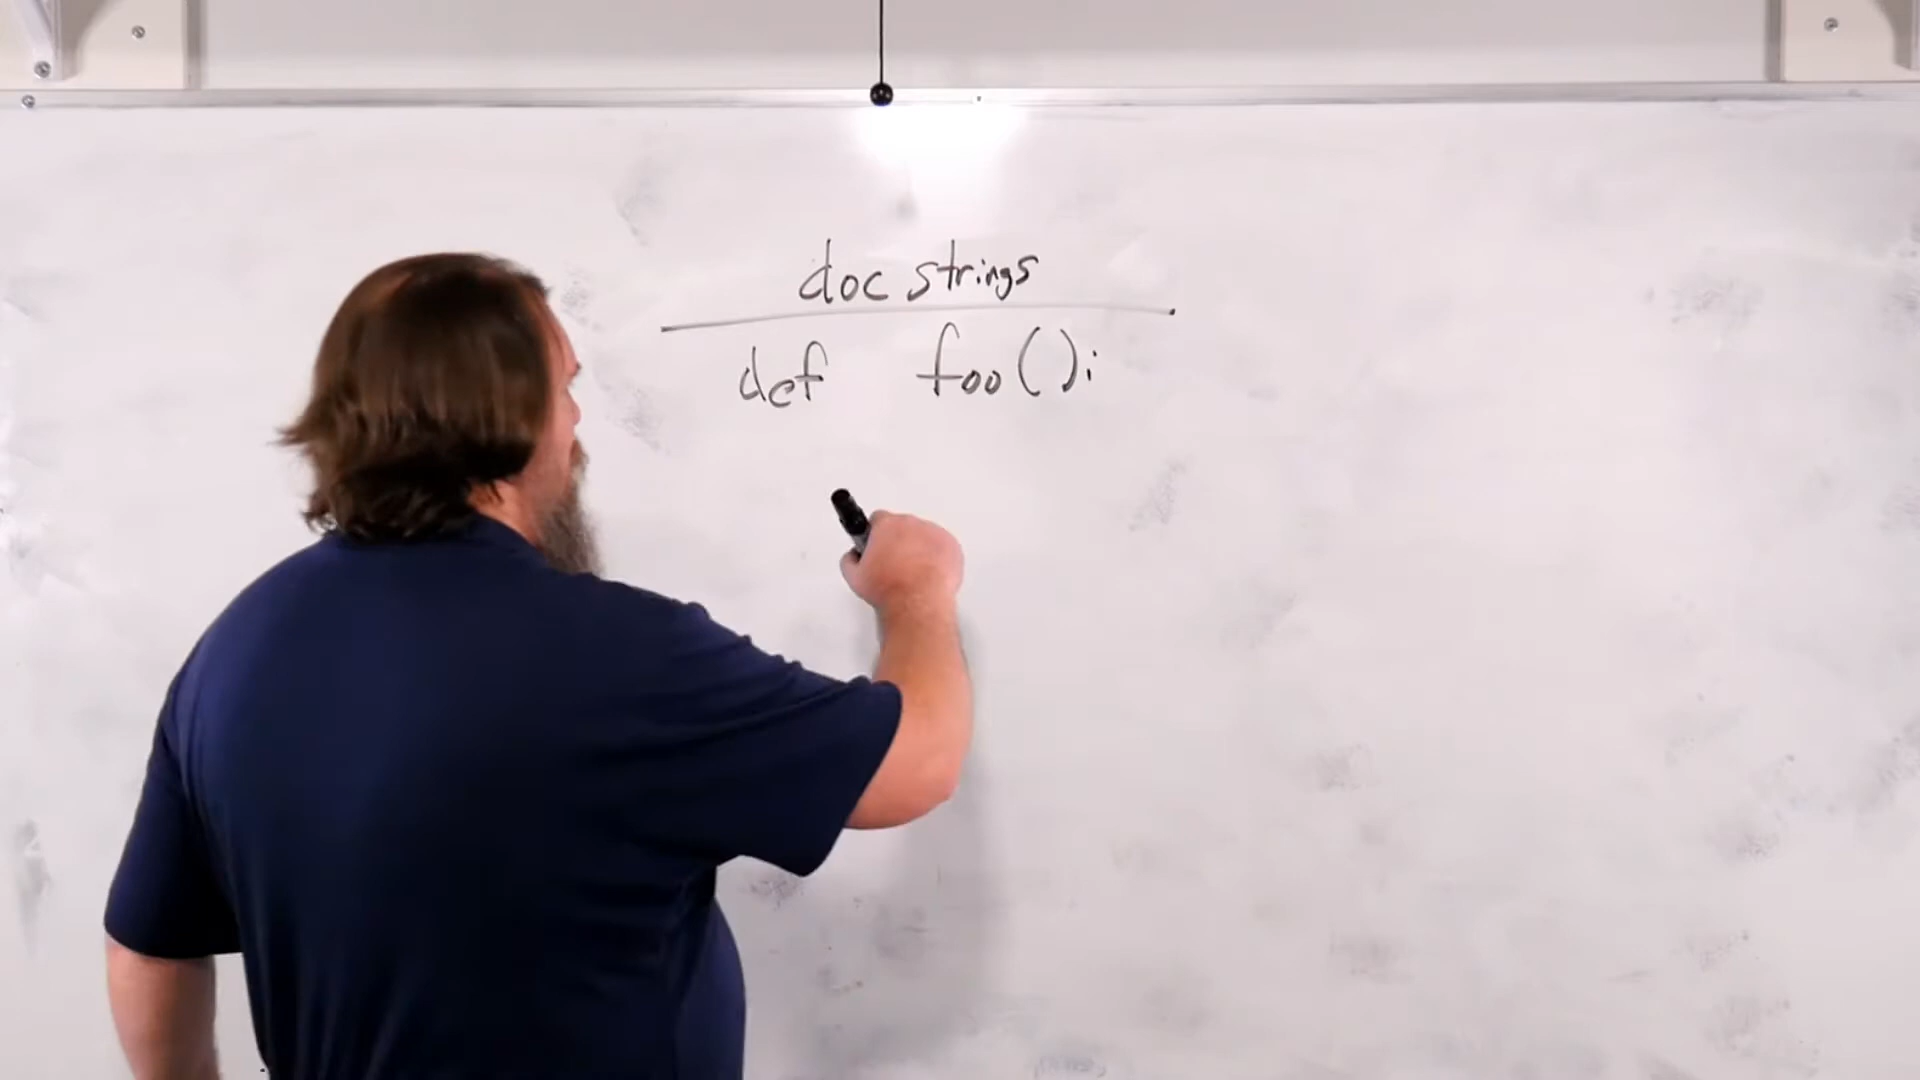 doc strings
def foo():